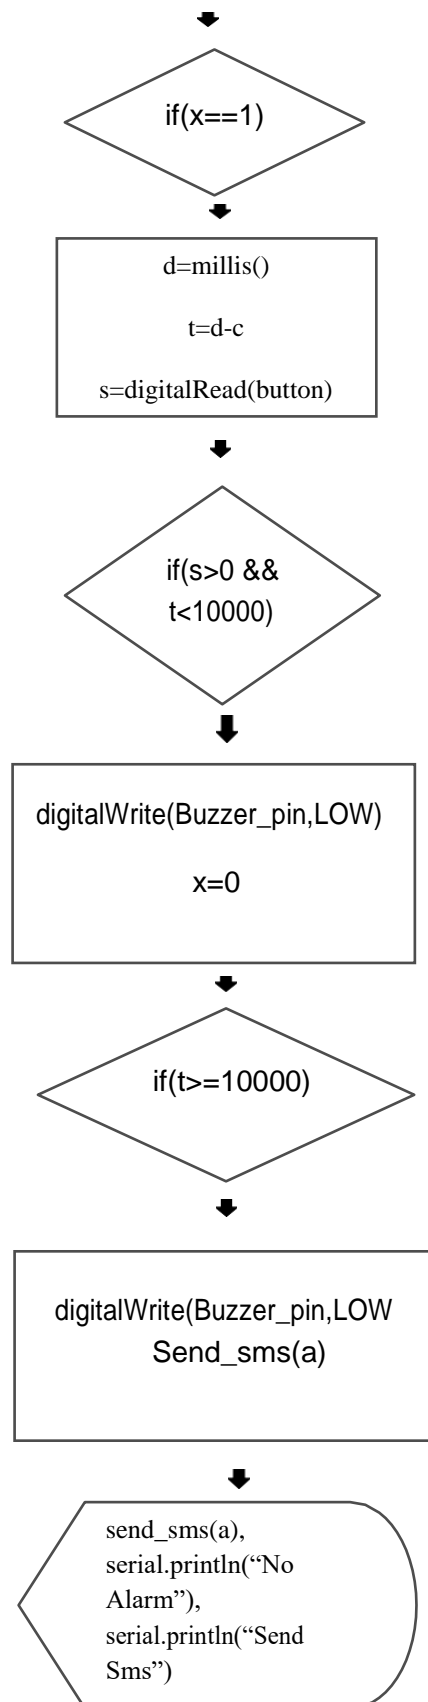 if(x==1)
d=millis()
t=d-c
s=digitalRead(button)
if(s>0 &&
t<10000)
digitalWrite(Buzzer_pin,LOW)
x=0
if(t>=10000)
digitalWrite(Buzzer_pin,LOW
Send_sms(a)
send_sms(a),
serial.println(“No
Alarm”),
serial.println(“Send
Sms”)